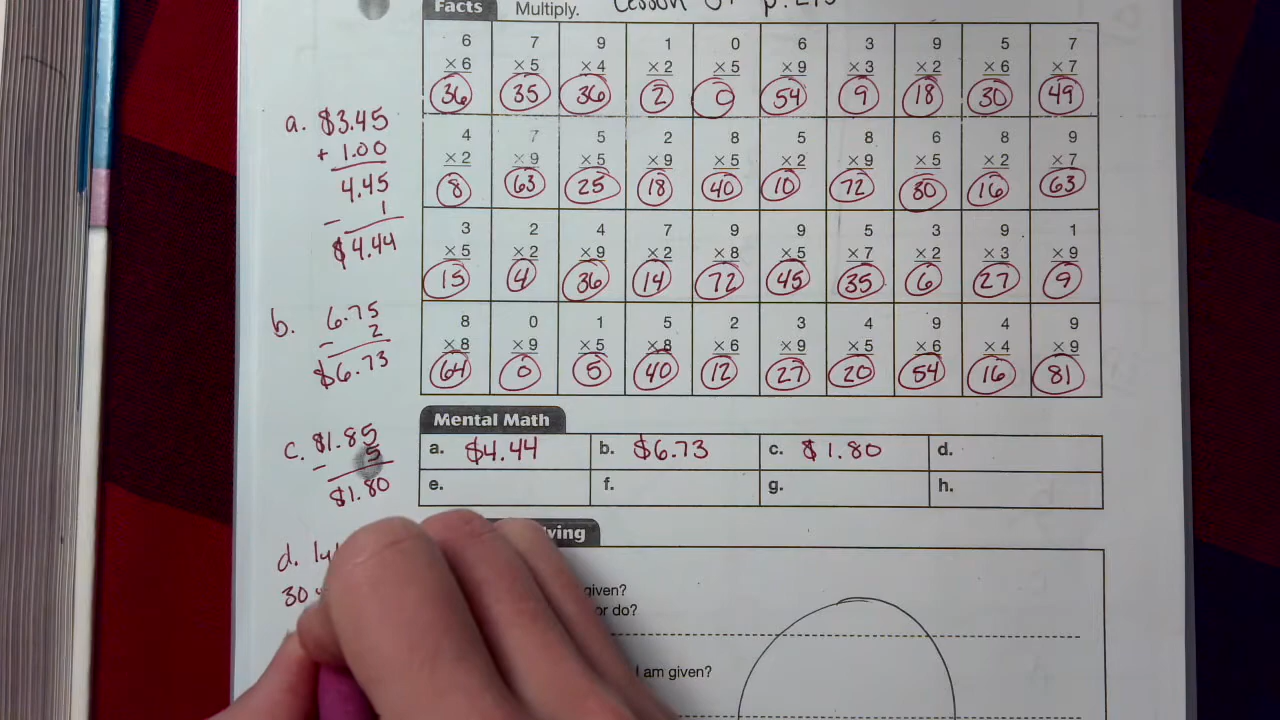 Facts Multiply. Lesson p.
6 7 9 1 0 6 3 9 5 7
×6 ×5 ×4 ×2 ×5 ×9 ×3 ×2 ×6 ×7
36 35 36 2 0 54 9 18 30 49
4 7 5 2 8 5 8 6 8 9
×2 ×9 ×5 ×9 ×5 ×2 ×9 ×5 ×2 ×7
8 63 25 18 40 10 72 30 16 63
3 2 4 7 9 9 5 3 9 1
×5 ×2 ×9 ×2 ×8 ×5 ×7 ×2 ×3 ×9
15 4 36 14 72 45 35 6 27 9
8 0 1 5 2 3 4 9 4 9
×8 ×9 ×5 ×8 ×6 ×9 ×5 ×6 ×4 ×9
64 0 5 40 12 27 20 54 16 81
a. $3.45
+ 1.00
4.45
- 1
$4.44
b. 6.75
- 2
$6.73
c. $1.85
- 5
$1.80
d.
30
Mental Math
a. $4.44 b. $6.73 c. $1.80 d.
e. f. g. h.
given?
or do?
I am given?